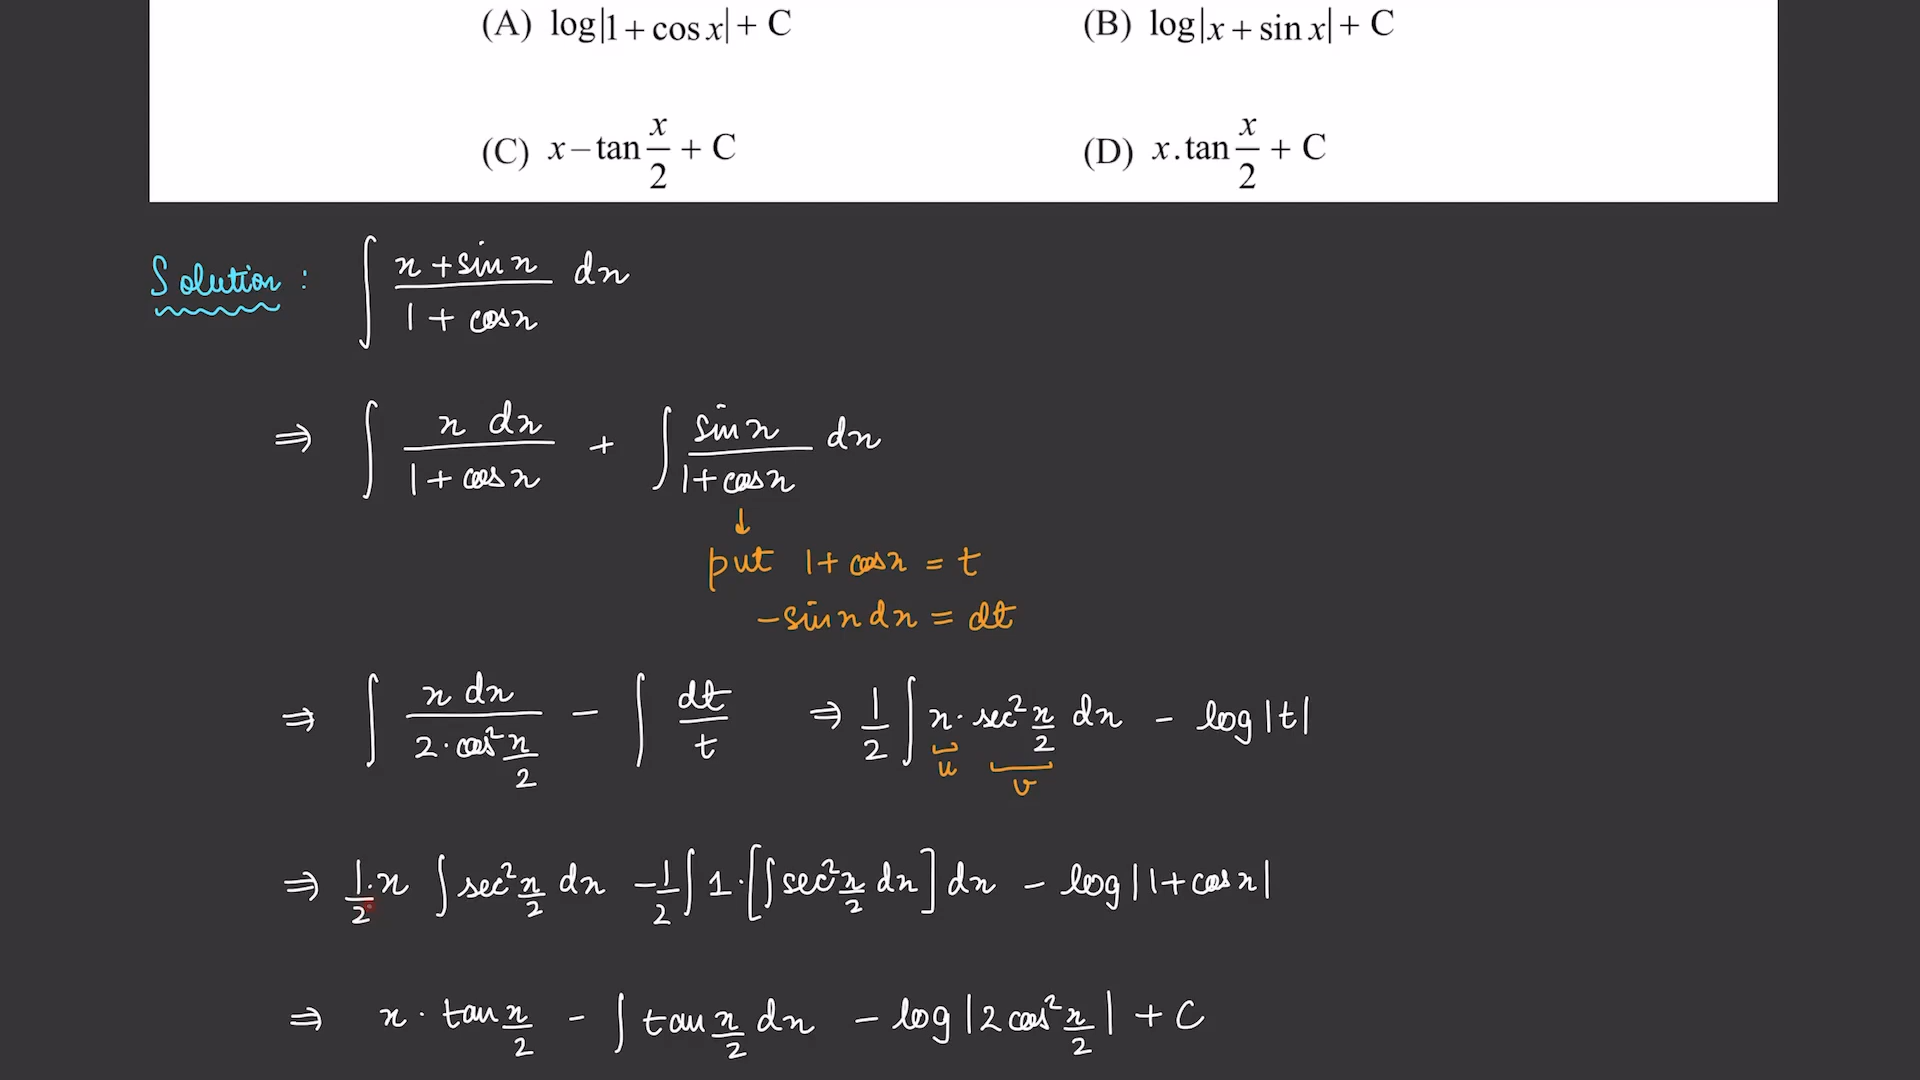 (A) log|1 + cos x| + C (B) log|x + sin x| + C
(C) x − tan x/2 + C (D) x . tan x/2 + C
Solution : ∫ (x + sin x)/(1 + cos x) dx
⇒ ∫ x dx/(1 + cos x) + ∫ sin x/(1 + cos x) dx
↓
put 1 + cos x = t
− sin x dx = dt
⇒ ∫ x dx/(2 · cos² x/2) − ∫ dt/t ⇒ 1/2 ∫ x · sec² x/2 dx − log |t|
u v
⇒ 1/2 · x ∫ sec² x/2 dx − 1/2 ∫ 1 · [∫ sec² x/2 dx] dx − log |1 + cos x|
⇒ x · tan x/2 − ∫ tan x/2 dx − log |2 cos² x/2| + C